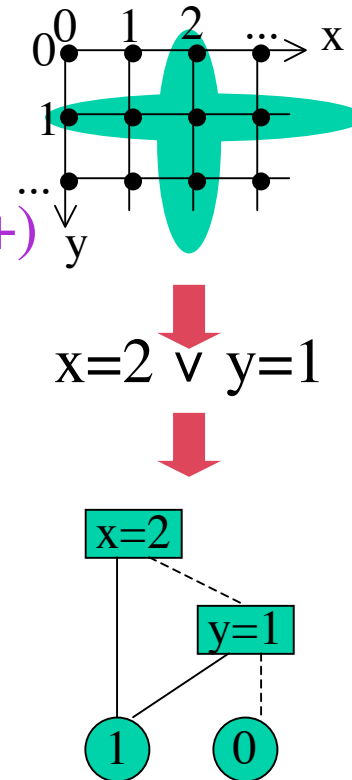 0 1 2 ... x
0
1
...
+)
y
x=2 ∨ y=1
x=2
y=1
1 0